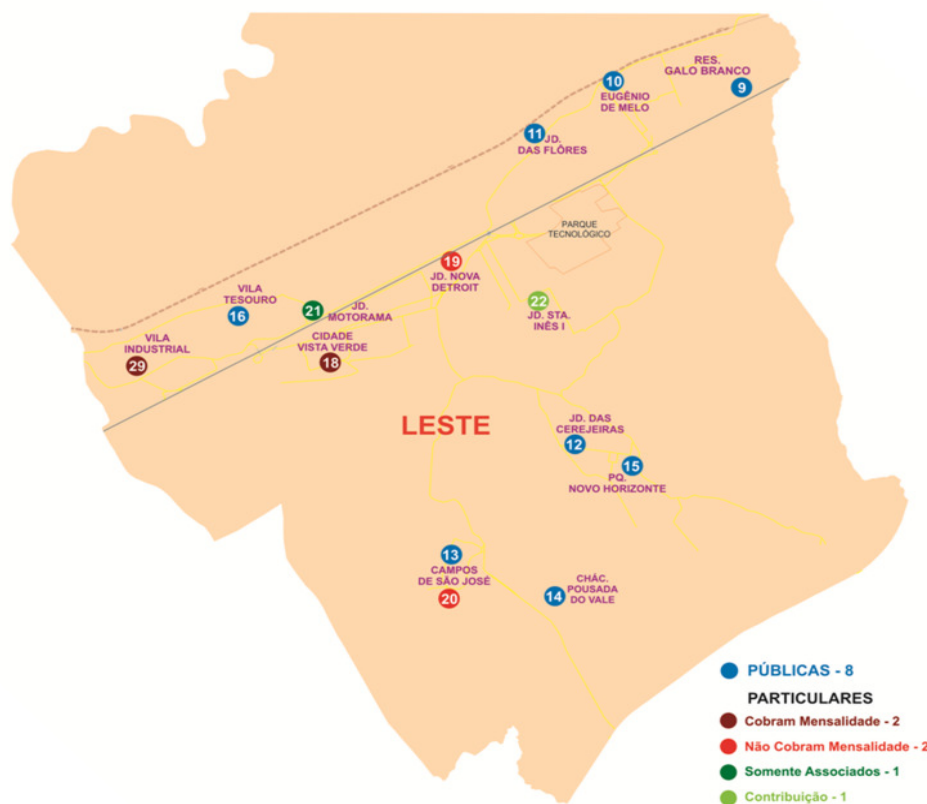 RES.
GALO BRANCO
9
10
EUGÊNIO
DE MELO
11
JD.
DAS FLÔRES
PARQUE
TECNOLÓGICO
19
JD. NOVA
DETROIT
22
JD. STA.
INÊS I
VILA
TESOURO
16
21
JD.
MOTORAMA
VILA
INDUSTRIAL
29
CIDADE
VISTA VERDE
18
LESTE
JD. DAS
CEREJEIRAS
12
15
PQ.
NOVO HORIZONTE
13
CAMPOS
DE SÃO JOSÉ
20
CHÁC.
POUSADA
DO VALE
14
PÚBLICAS - 8
PARTICULARES
Cobram Mensalidade - 2
Não Cobram Mensalidade - 2
Somente Associados - 1
Contribuição - 1